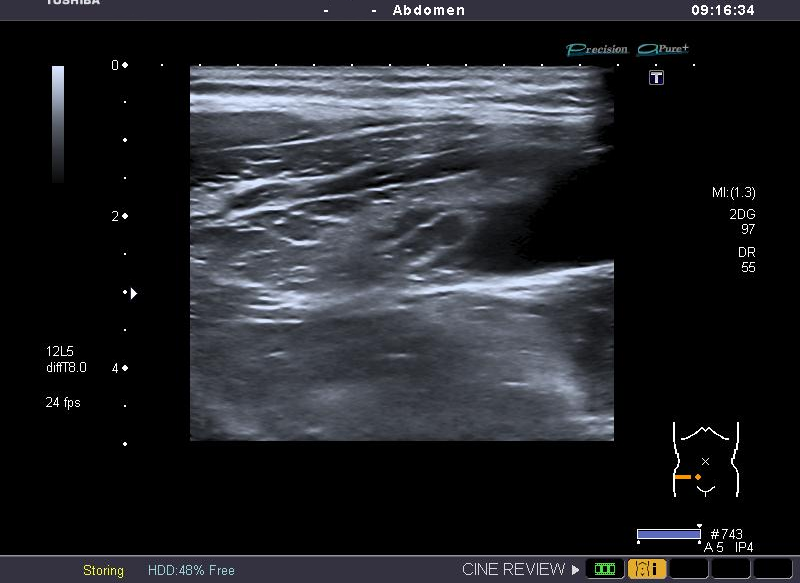 TOSHIBA
- - Abdomen 09:16:34
Precision APure+
0
T
2
MI:(1.3)
2DG
97
DR
55
12L5
diffT8.0
4
24 fps
#743
A 5 IP4
Storing HDD:48% Free CINE REVIEW
i